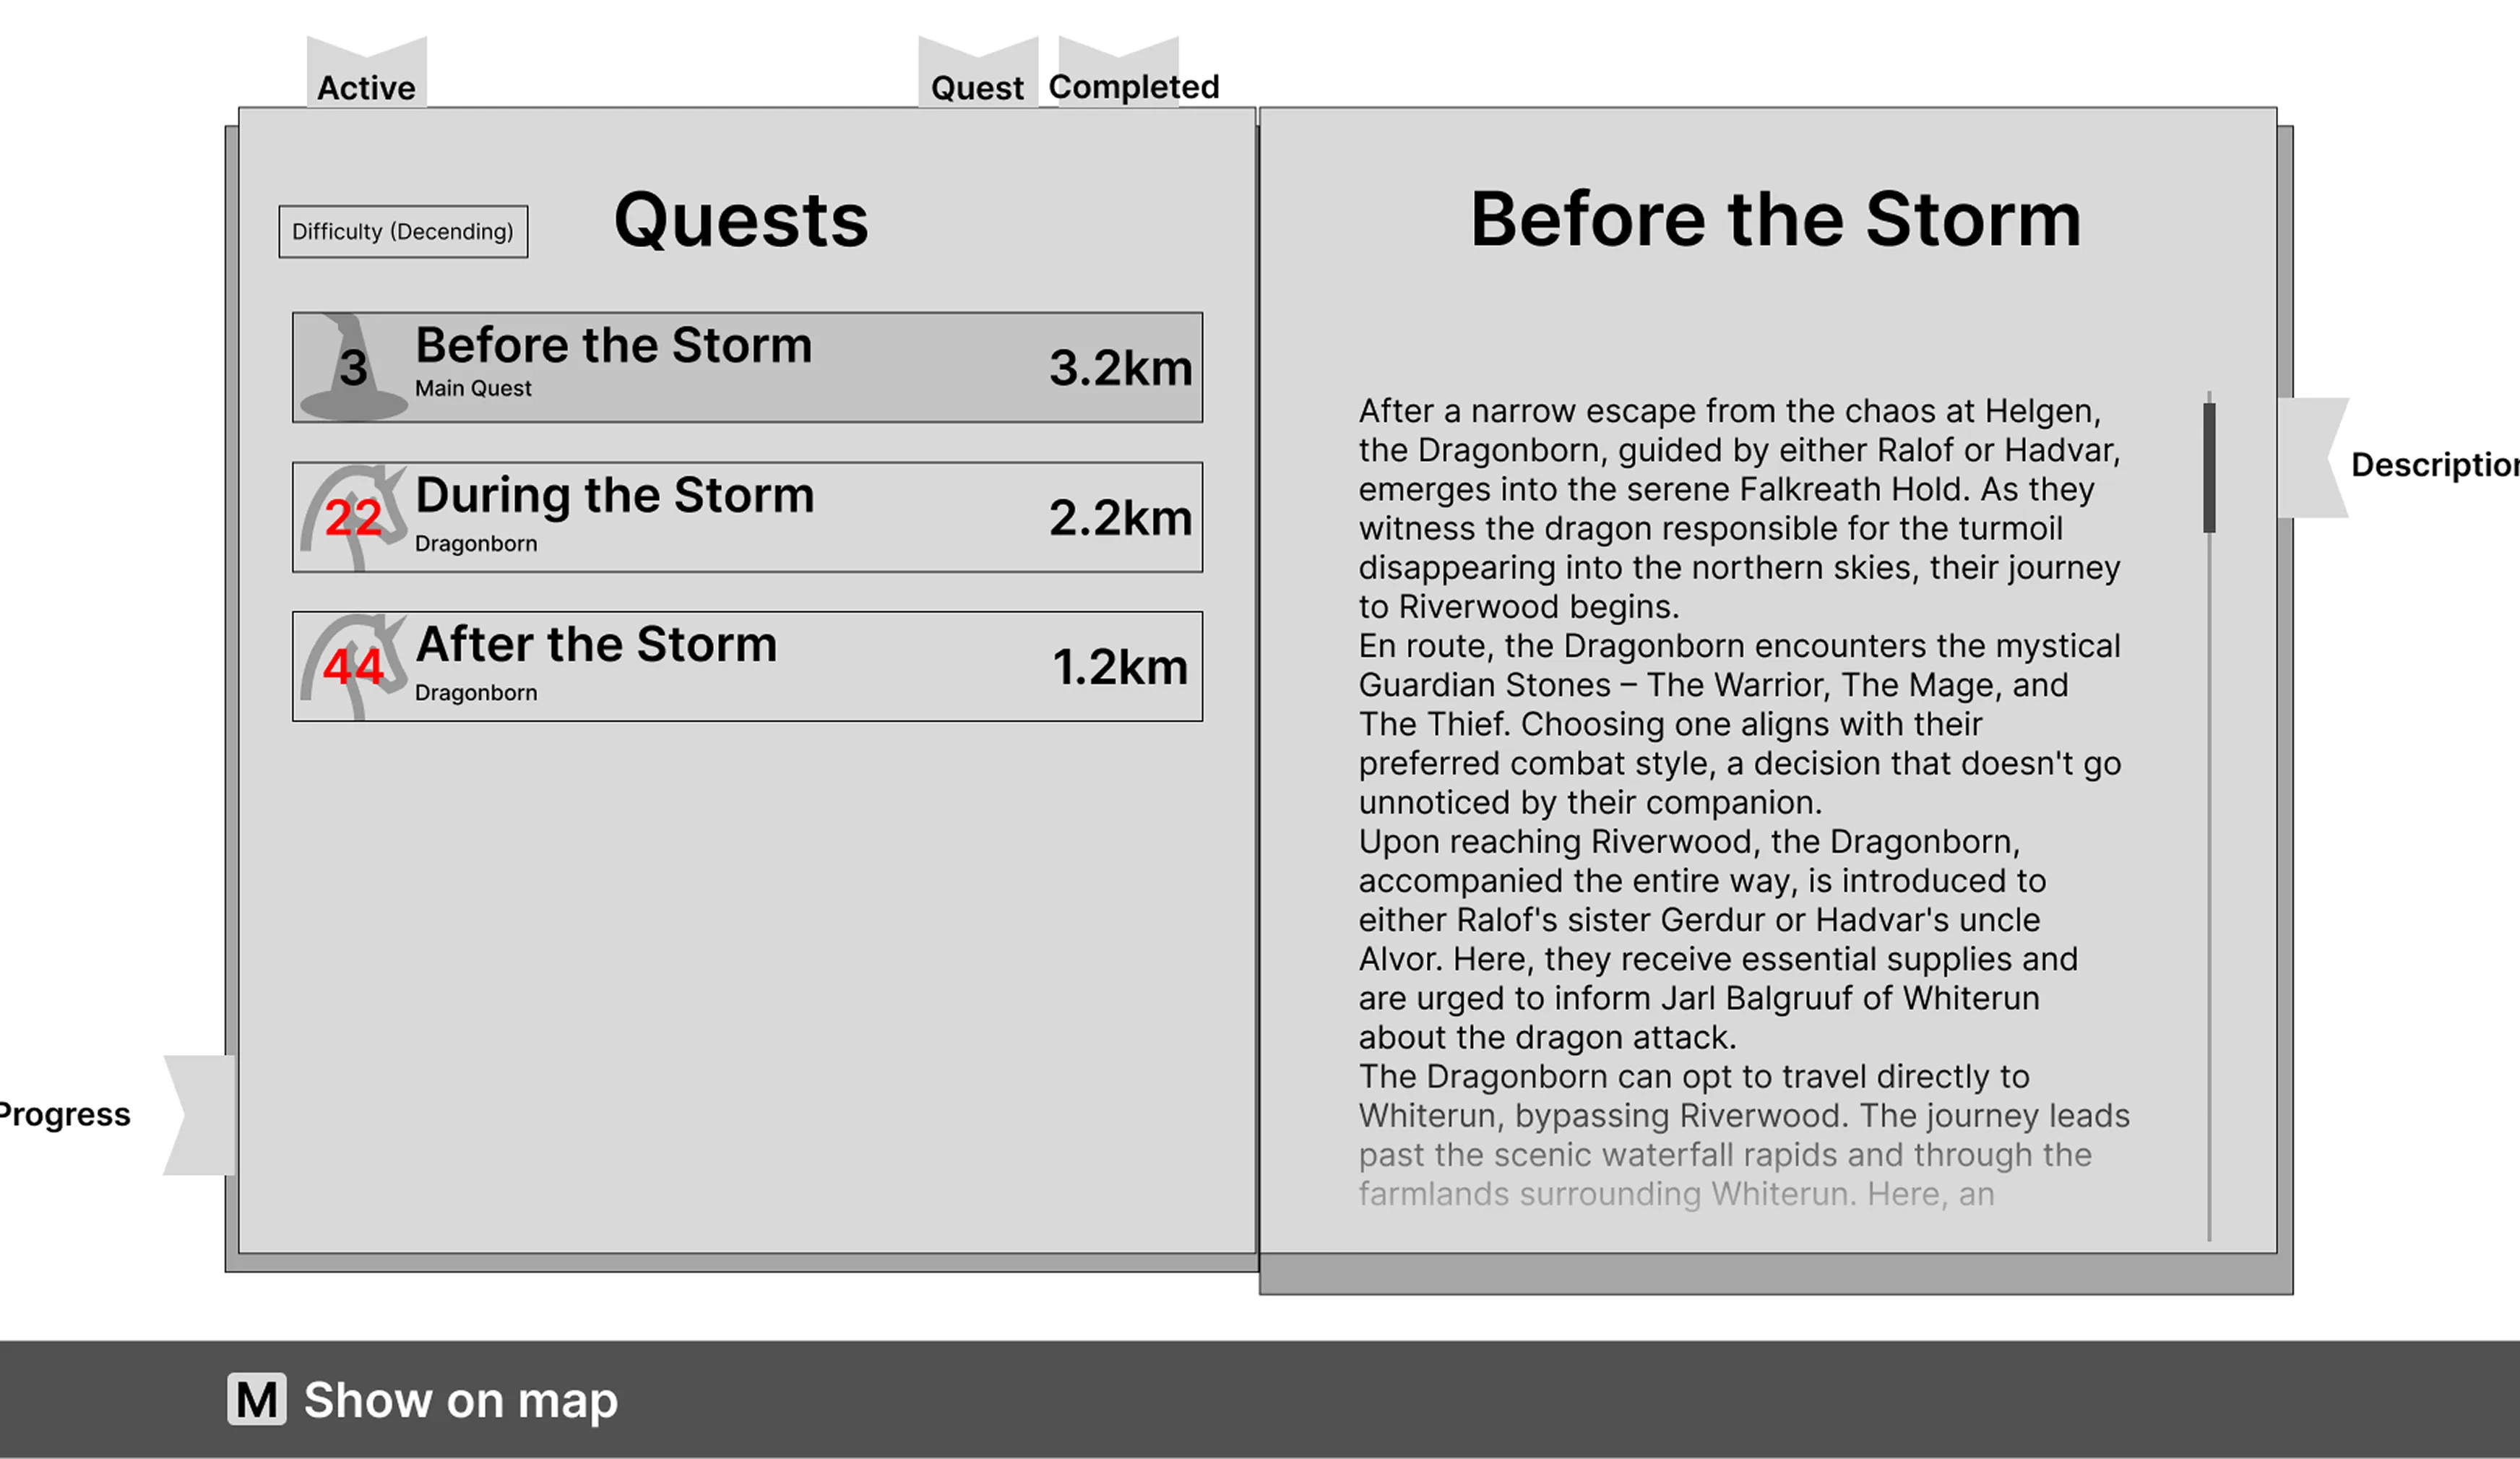 Active
Quest
Completed
Difficulty (Decending)
Quests
3
Before the Storm
Main Quest
3.2km
22
During the Storm
Dragonborn
2.2km
44
After the Storm
Dragonborn
1.2km
Progress
Before the Storm
After a narrow escape from the chaos at Helgen,
the Dragonborn, guided by either Ralof or Hadvar,
emerges into the serene Falkreath Hold. As they
witness the dragon responsible for the turmoil
disappearing into the northern skies, their journey
to Riverwood begins.
En route, the Dragonborn encounters the mystical
Guardian Stones – The Warrior, The Mage, and
The Thief. Choosing one aligns with their
preferred combat style, a decision that doesn't go
unnoticed by their companion.
Upon reaching Riverwood, the Dragonborn,
accompanied the entire way, is introduced to
either Ralof's sister Gerdur or Hadvar's uncle
Alvor. Here, they receive essential supplies and
are urged to inform Jarl Balgruuf of Whiterun
about the dragon attack.
The Dragonborn can opt to travel directly to
Whiterun, bypassing Riverwood. The journey leads
past the scenic waterfall rapids and through the
farmlands surrounding Whiterun. Here, an
Description
M Show on map